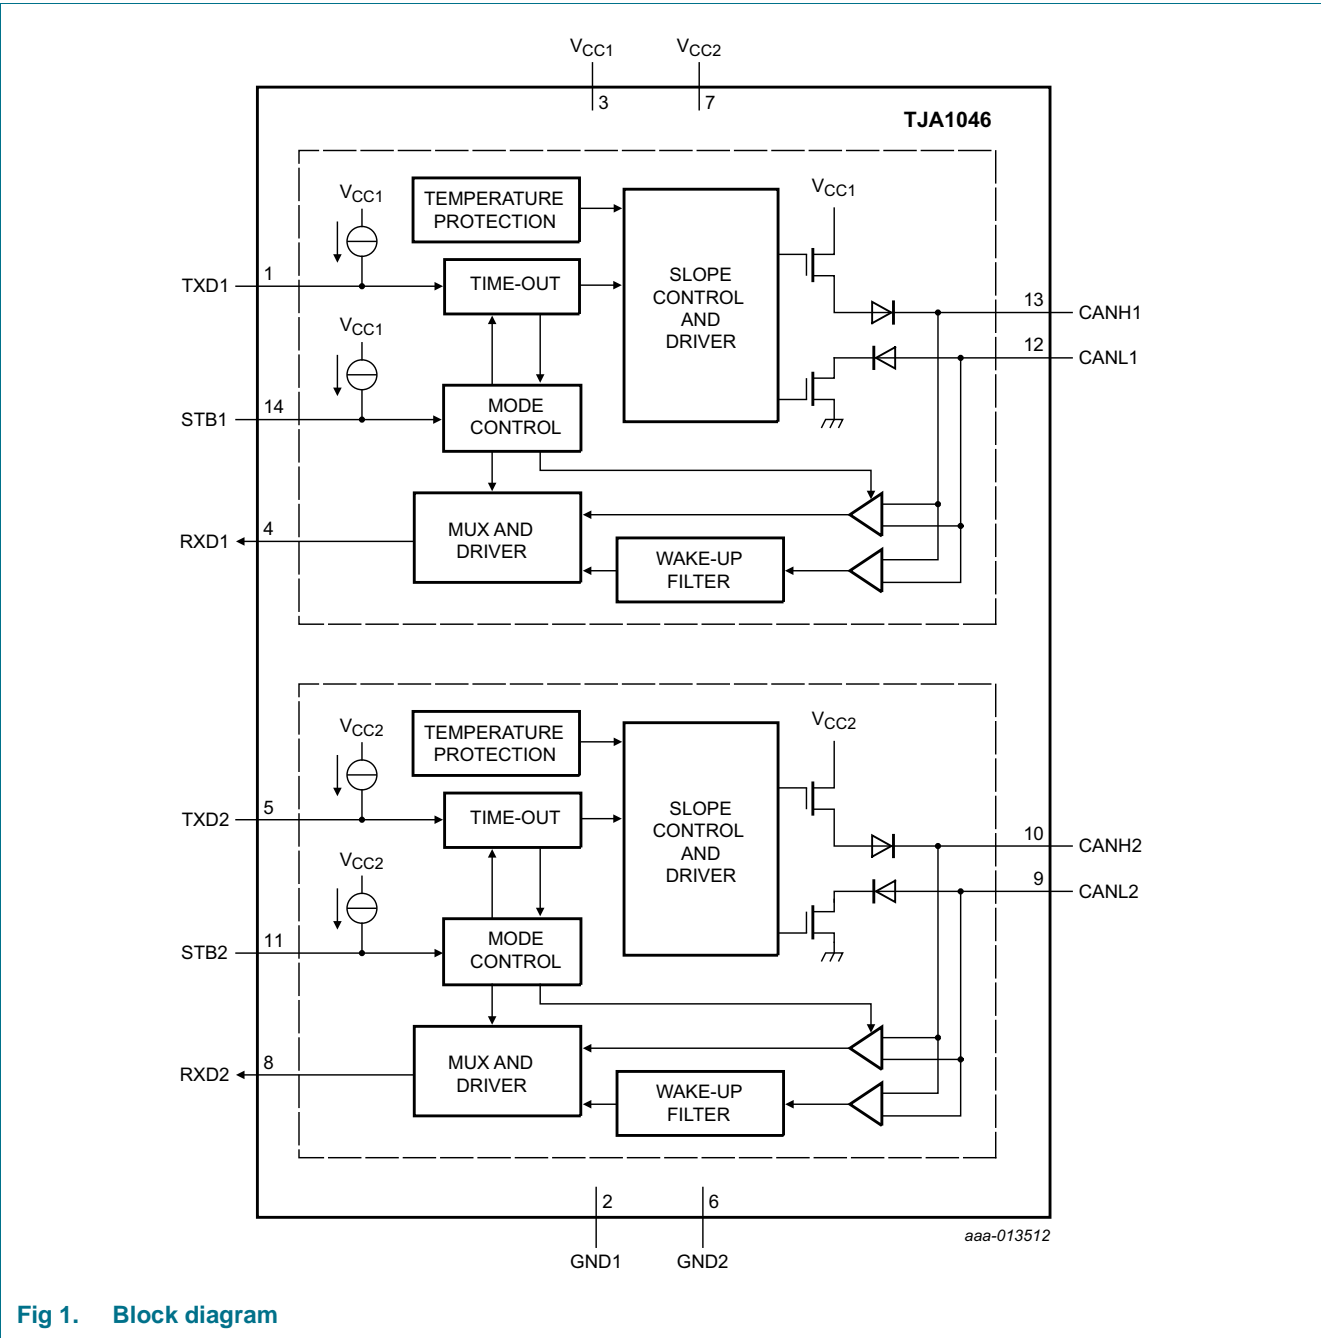 VCC1 VCC2
3 7
TJA1046
VCC1
TEMPERATURE
PROTECTION
VCC1
TXD1 1
TIME-OUT
SLOPE
CONTROL
AND
DRIVER
13 CANH1
12 CANL1
VCC1
STB1 14
MODE
CONTROL
RXD1 4
MUX AND
DRIVER
WAKE-UP
FILTER
VCC2
TEMPERATURE
PROTECTION
VCC2
TXD2 5
TIME-OUT
SLOPE
CONTROL
AND
DRIVER
10 CANH2
9 CANL2
VCC2
STB2 11
MODE
CONTROL
RXD2 8
MUX AND
DRIVER
WAKE-UP
FILTER
2 6
GND1 GND2
aaa-013512
Fig 1. Block diagram